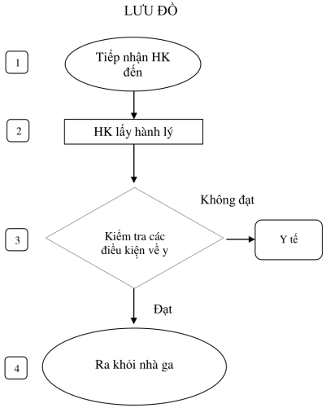 LƯU ĐỒ
1
Tiếp nhận HK
đến
2
HK lấy hành lý
Không đạt
3
Kiểm tra các
điều kiện về y
Y tế
Đạt
4
Ra khỏi nhà ga